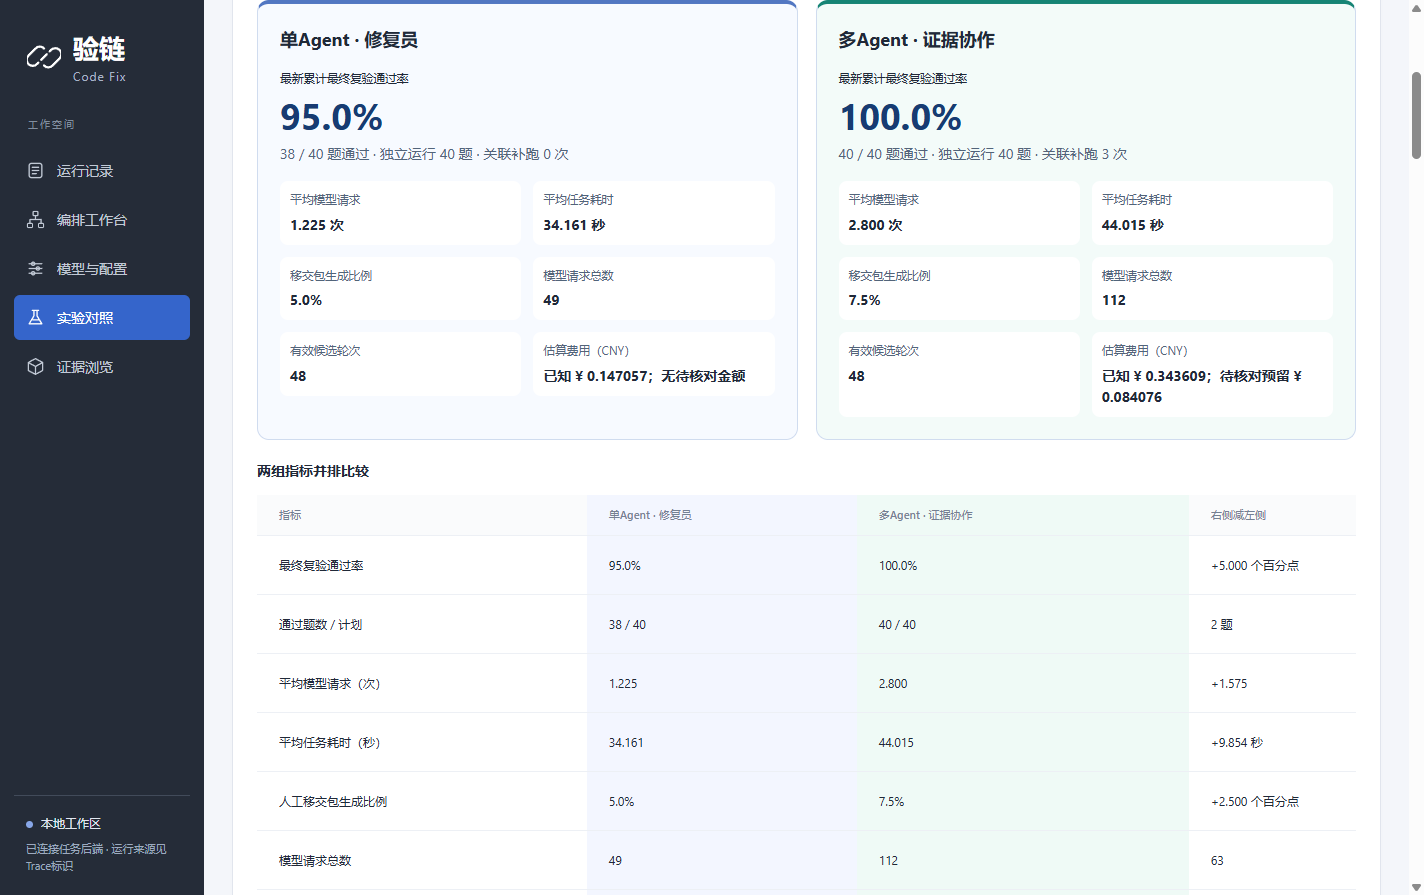 验链
Code Fix
工作空间
运行记录
编排工作台
模型与配置
实验对照
证据浏览
本地工作区
已连接任务后端 · 运行来源见
Trace标识
单Agent · 修复员
最新累计最终复验通过率
95.0%
38 / 40 题通过 · 独立运行 40 题 · 关联补跑 0 次
平均模型请求
1.225 次
平均任务耗时
34.161 秒
移交包生成比例
5.0%
模型请求总数
49
有效候选轮次
48
估算费用（CNY）
已知 ¥ 0.147057；无待核对金额
多Agent · 证据协作
最新累计最终复验通过率
100.0%
40 / 40 题通过 · 独立运行 40 题 · 关联补跑 3 次
平均模型请求
2.800 次
平均任务耗时
44.015 秒
移交包生成比例
7.5%
模型请求总数
112
有效候选轮次
48
估算费用（CNY）
已知 ¥ 0.343609；待核对预留 ¥
0.084076
两组指标并排比较
指标 单Agent · 修复员 多Agent · 证据协作 右侧减左侧
最终复验通过率 95.0% 100.0% +5.000 个百分点
通过题数 / 计划 38 / 40 40 / 40 2 题
平均模型请求（次） 1.225 2.800 +1.575
平均任务耗时（秒） 34.161 44.015 +9.854 秒
人工移交包生成比例 5.0% 7.5% +2.500 个百分点
模型请求总数 49 112 63